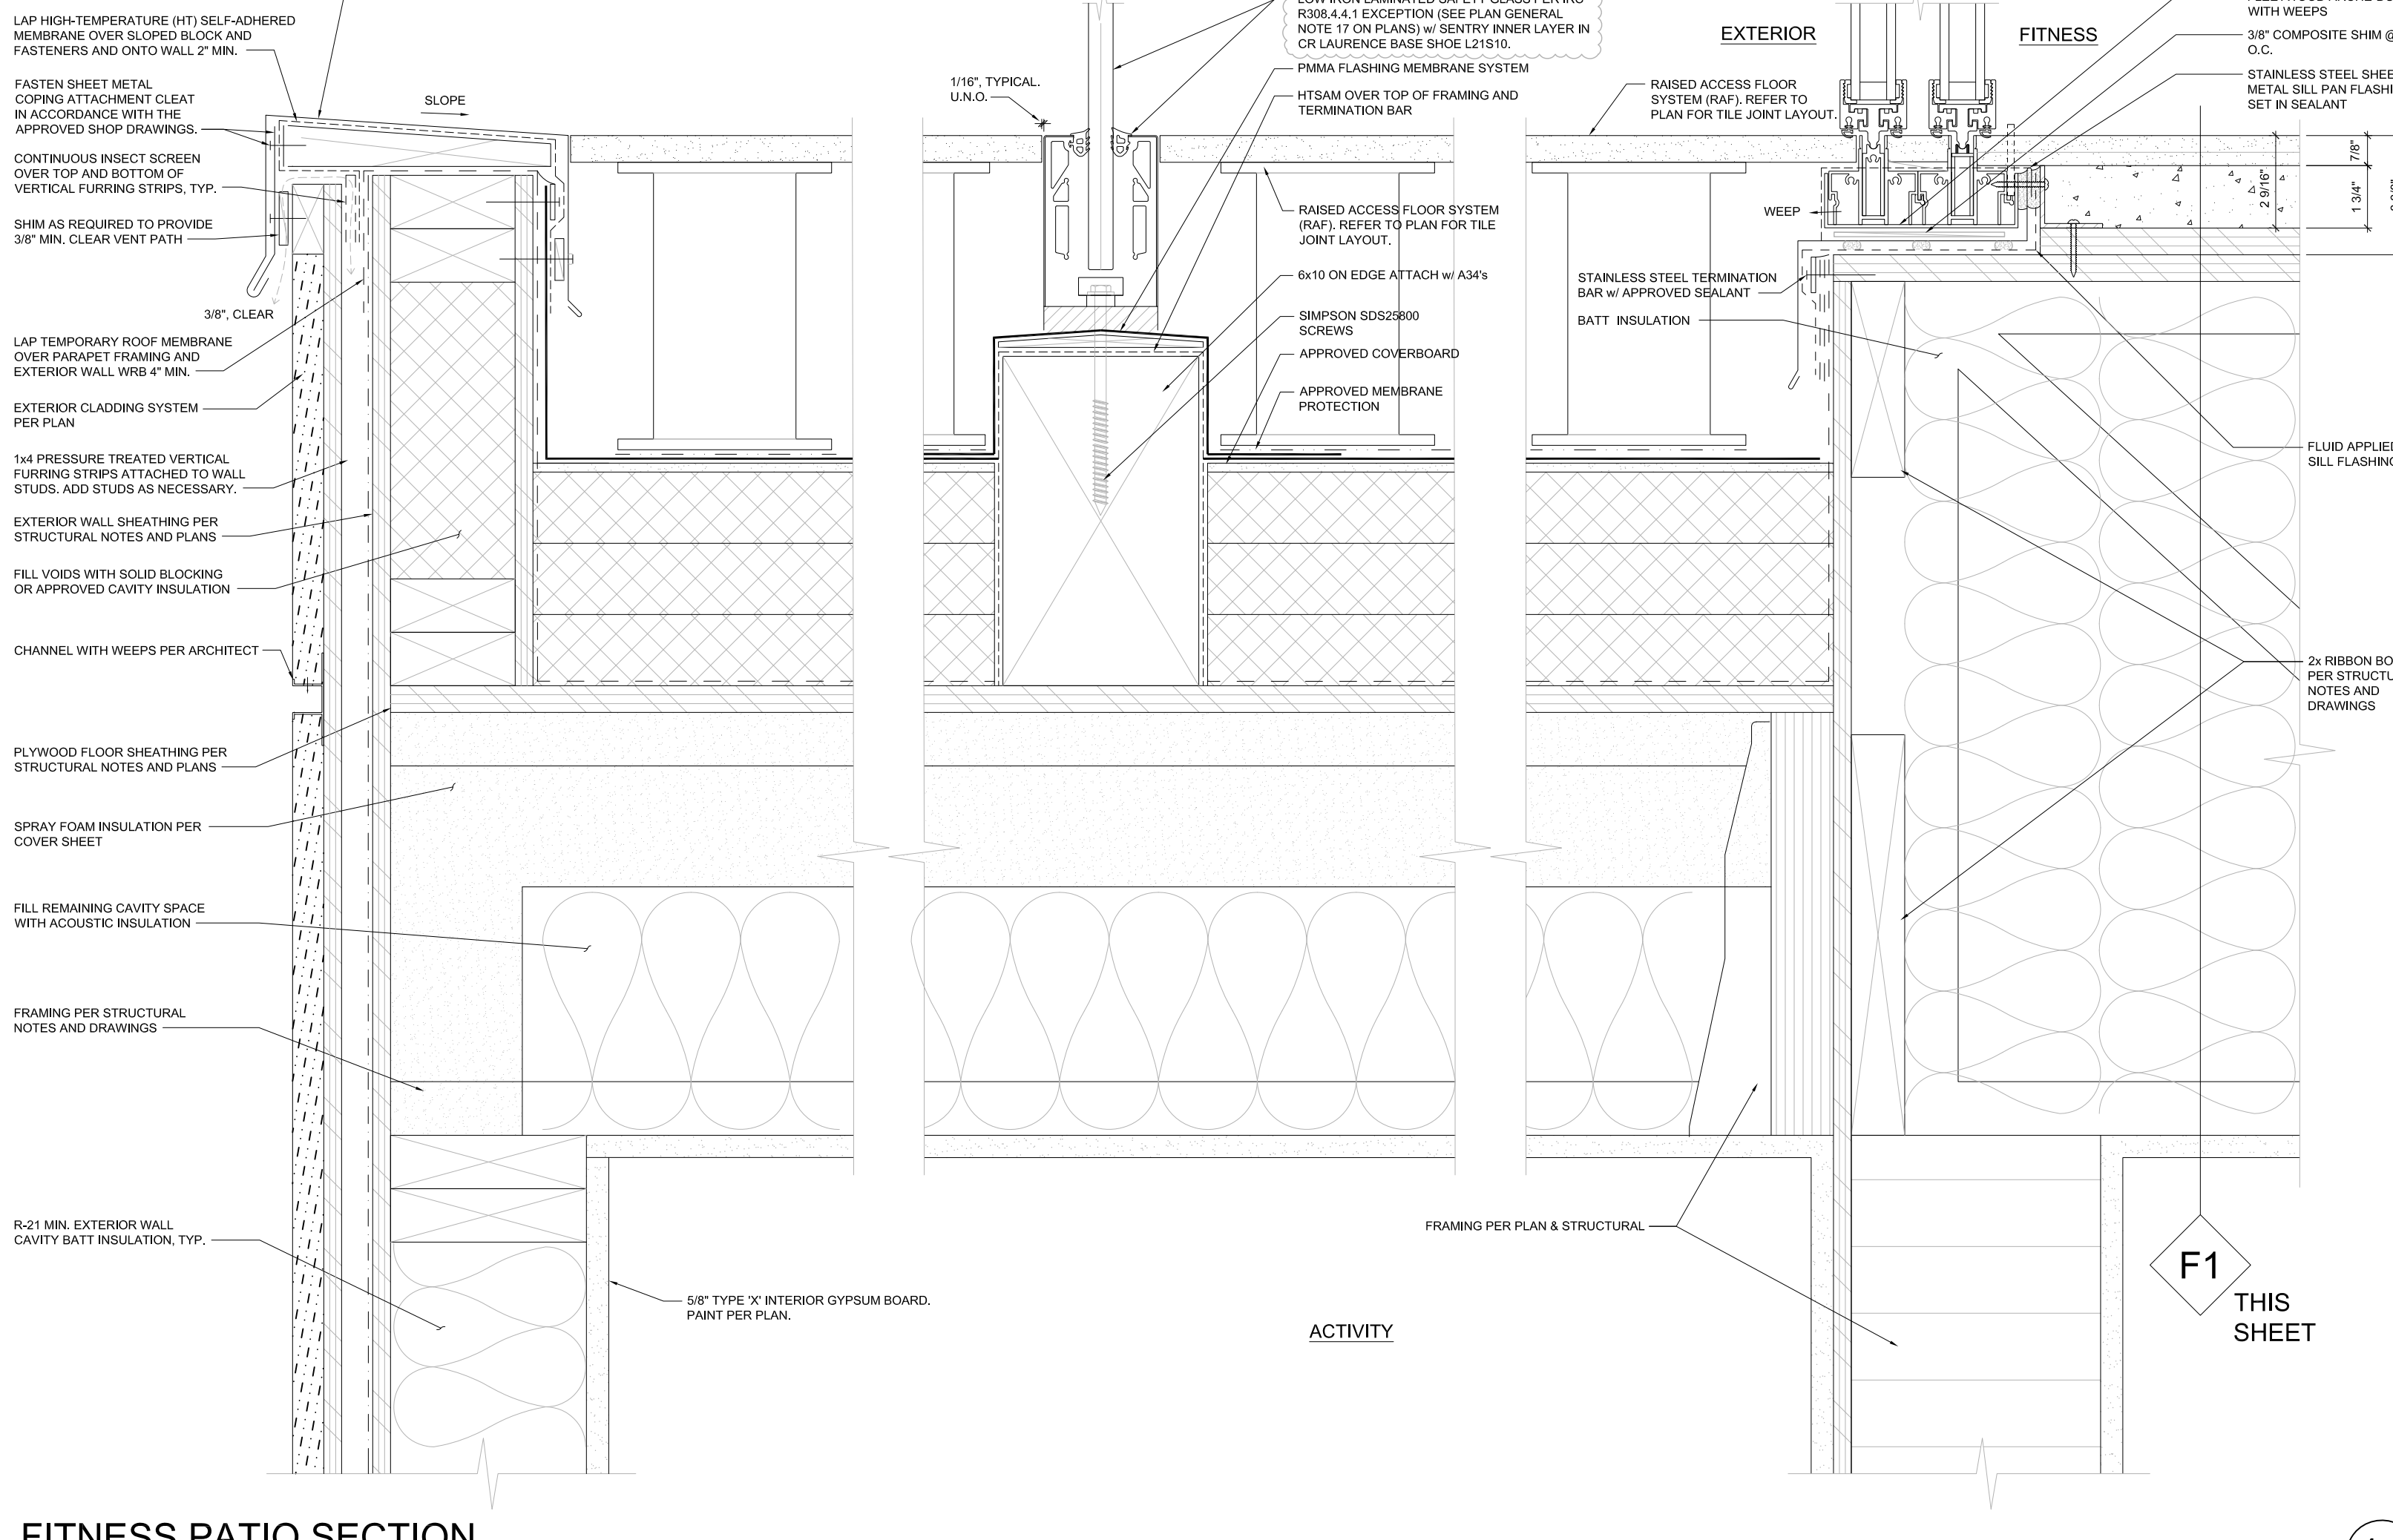 LAP HIGH-TEMPERATURE (HT) SELF-ADHERED
MEMBRANE OVER SLOPED BLOCK AND
FASTENERS AND ONTO WALL 2" MIN.
FASTEN SHEET METAL
COPING ATTACHMENT CLEAT
IN ACCORDANCE WITH THE
APPROVED SHOP DRAWINGS.
CONTINUOUS INSECT SCREEN
OVER TOP AND BOTTOM OF
VERTICAL FURRING STRIPS, TYP.
SHIM AS REQUIRED TO PROVIDE
3/8" MIN. CLEAR VENT PATH
3/8", CLEAR
LAP TEMPORARY ROOF MEMBRANE
OVER PARAPET FRAMING AND
EXTERIOR WALL WRB 4" MIN.
EXTERIOR CLADDING SYSTEM
PER PLAN
1x4 PRESSURE TREATED VERTICAL
FURRING STRIPS ATTACHED TO WALL
STUDS. ADD STUDS AS NECESSARY.
EXTERIOR WALL SHEATHING PER
STRUCTURAL NOTES AND PLANS
FILL VOIDS WITH SOLID BLOCKING
OR APPROVED CAVITY INSULATION
CHANNEL WITH WEEPS PER ARCHITECT
PLYWOOD FLOOR SHEATHING PER
STRUCTURAL NOTES AND PLANS
SPRAY FOAM INSULATION PER
COVER SHEET
FILL REMAINING CAVITY SPACE
WITH ACOUSTIC INSULATION
FRAMING PER STRUCTURAL
NOTES AND DRAWINGS
R-21 MIN. EXTERIOR WALL
CAVITY BATT INSULATION, TYP.
SLOPE
1/16", TYPICAL.
U.N.O.
LOW IRON LAMINATED SAFETY GLASS PER IRC
R308.4.4.1 EXCEPTION (SEE PLAN GENERAL
NOTE 17 ON PLANS) w/ SENTRY INNER LAYER IN
CR LAURENCE BASE SHOE L21S10.
PMMA FLASHING MEMBRANE SYSTEM
HTSAM OVER TOP OF FRAMING AND
TERMINATION BAR
RAISED ACCESS FLOOR SYSTEM
(RAF). REFER TO PLAN FOR TILE
JOINT LAYOUT.
6x10 ON EDGE ATTACH w/ A34's
SIMPSON SDS25800
SCREWS
APPROVED COVERBOARD
APPROVED MEMBRANE
PROTECTION
5/8" TYPE 'X' INTERIOR GYPSUM BOARD.
PAINT PER PLAN.
ACTIVITY
EXTERIOR
FITNESS
RAISED ACCESS FLOOR
SYSTEM (RAF). REFER TO
PLAN FOR TILE JOINT LAYOUT.
WEEP
STAINLESS STEEL TERMINATION
BAR w/ APPROVED SEALANT
BATT INSULATION
FRAMING PER PLAN & STRUCTURAL
WITH WEEPS
3/8" COMPOSITE SHIM @
O.C.
STAINLESS STEEL SHEE
METAL SILL PAN FLASHI
SET IN SEALANT
2 9/16"
7/8"
1 3/4"
FLUID APPLIED
SILL FLASHING
2x RIBBON BO
PER STRUCTU
NOTES AND
DRAWINGS
F1
THIS
SHEET
FITNESS PATIO SECTION